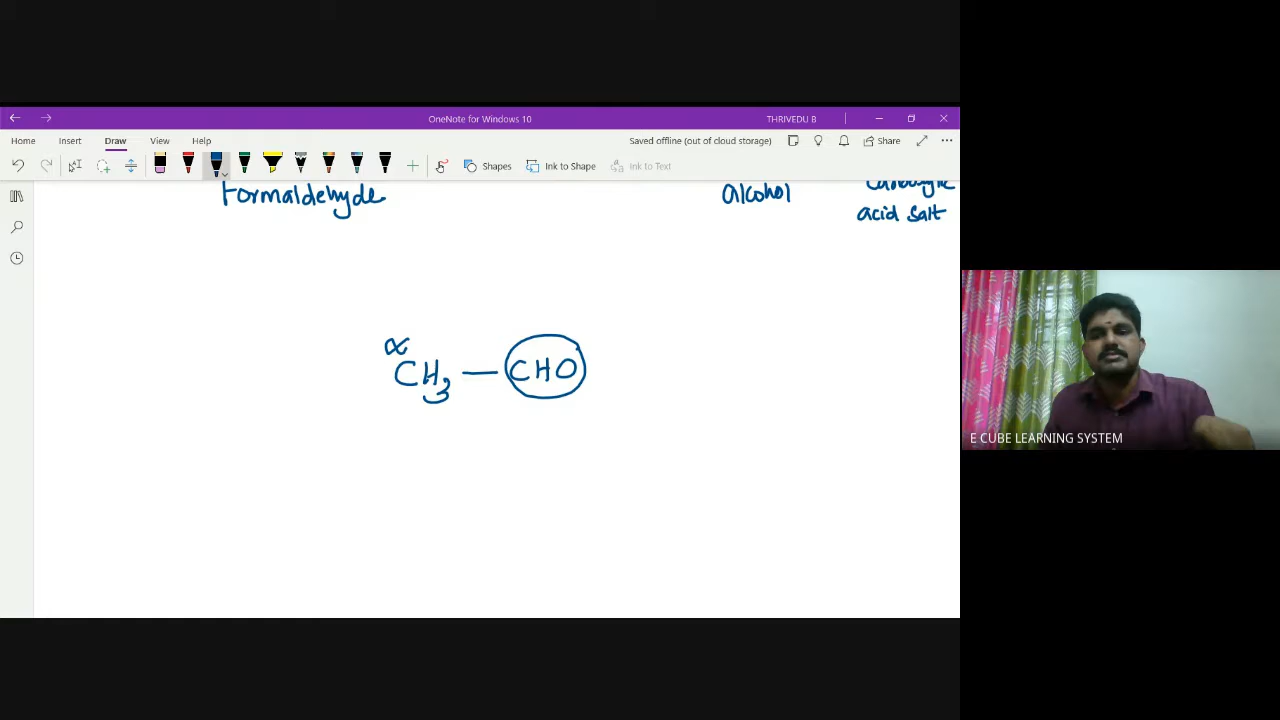 OneNote for Windows 10
THRIVEDU B
Home Insert Draw View Help
Saved offline (out of cloud storage)
Share
Shapes
Ink to Shape
Ink to Text
Formaldehyde
alcohol
acid salt
α
CH3 — CHO
E CUBE LEARNING SYSTEM